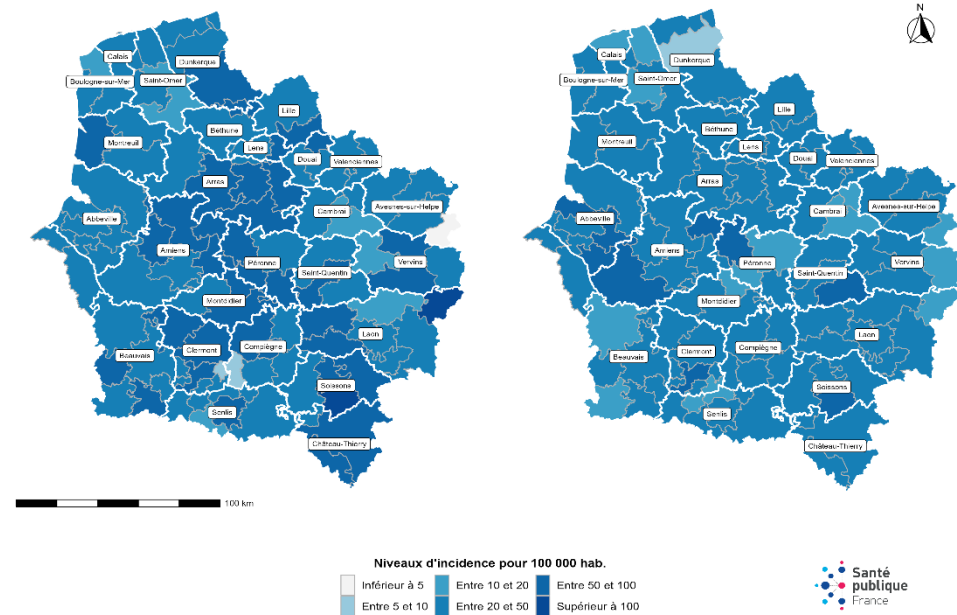 N
Calais
Dunkerque
Boulogne-sur-Mer
Saint-Omer
Lille
Béthune
Lens
Montreuil
Douai
Valenciennes
Arras
Cambrai
Avesnes-sur-Helpe
Abbeville
Amiens
Péronne
Saint-Quentin
Vervins
Montdidier
Laon
Beauvais
Clermont
Compiègne
Soissons
Senlis
Château-Thierry
Calais
Dunkerque
Boulogne-sur-Mer
Saint-Omer
Lille
Béthune
Lens
Montreuil
Douai
Valenciennes
Arras
Cambrai
Avesnes-sur-Helpe
Abbeville
Amiens
Péronne
Saint-Quentin
Vervins
Montdidier
Laon
Beauvais
Clermont
Compiègne
Soissons
Senlis
Château-Thierry
100 km
Niveaux d'incidence pour 100 000 hab.
Inférieur à 5 Entre 10 et 20 Entre 50 et 100
Entre 5 et 10 Entre 20 et 50 Supérieur à 100
Santé
publique
France